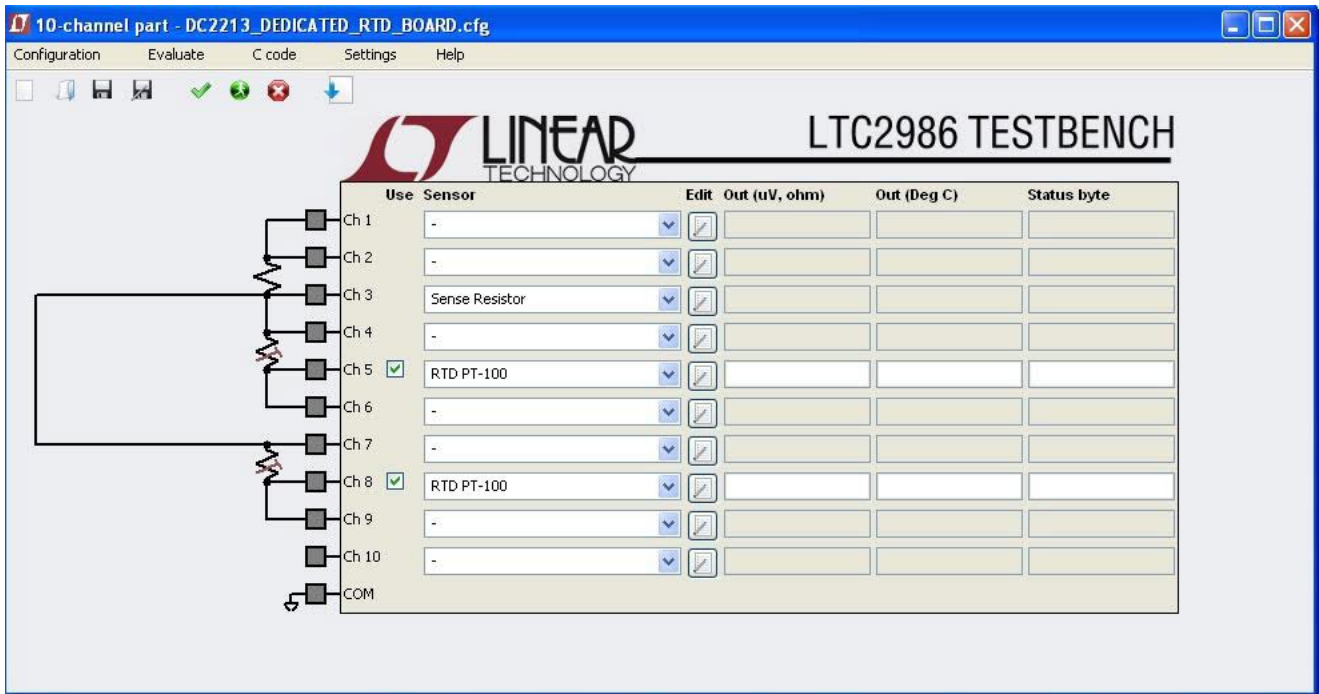 10-channel part - DC2213_DEDICATED_RTD_BOARD.cfg
Configuration Evaluate C code Settings Help
LINEAR TECHNOLOGY
LTC2986 TESTBENCH
Use Sensor Edit Out (uV, ohm) Out (Deg C) Status byte
Ch 1 -
Ch 2 -
Ch 3 Sense Resistor
Ch 4 -
Ch 5 RTD PT-100
Ch 6 -
Ch 7 -
Ch 8 RTD PT-100
Ch 9 -
Ch 10 -
COM